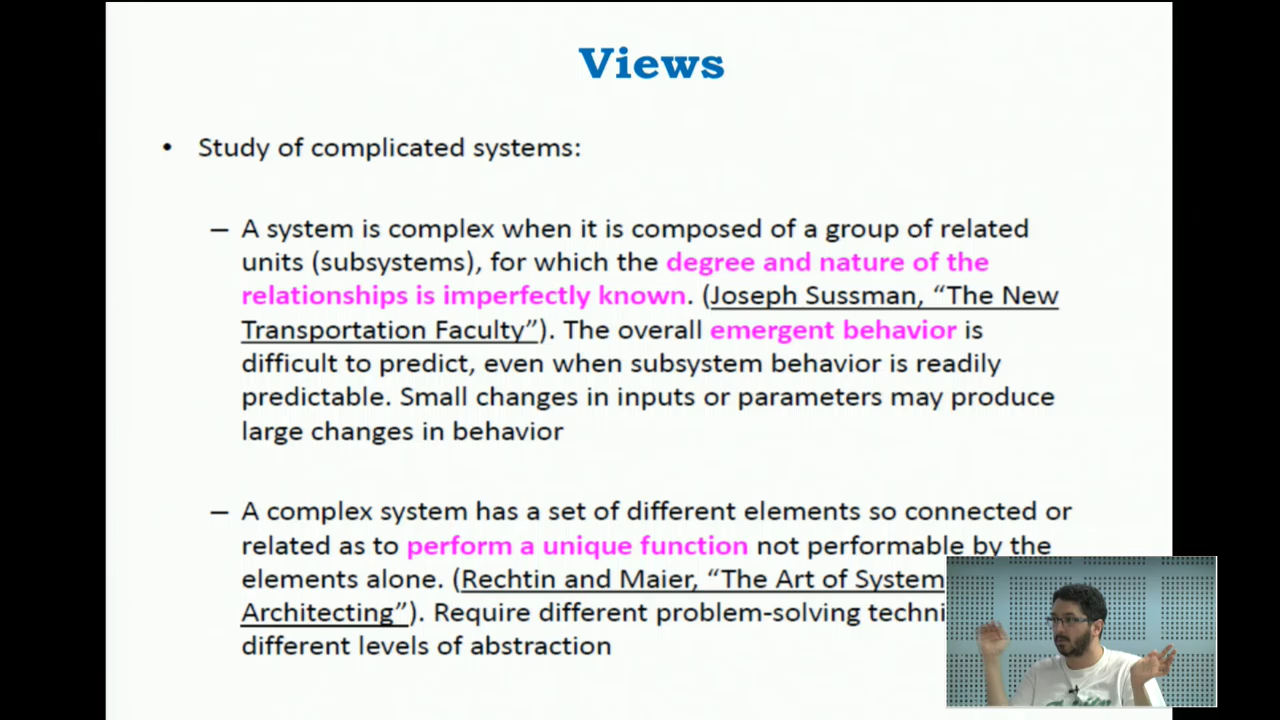 Views
• Study of complicated systems:
– A system is complex when it is composed of a group of related
units (subsystems), for which the degree and nature of the
relationships is imperfectly known. (Joseph Sussman, “The New
Transportation Faculty”). The overall emergent behavior is
difficult to predict, even when subsystem behavior is readily
predictable. Small changes in inputs or parameters may produce
large changes in behavior
– A complex system has a set of different elements so connected or
related as to perform a unique function not performable by the
elements alone. (Rechtin and Maier, “The Art of System
Architecting”). Require different problem-solving techni
different levels of abstraction